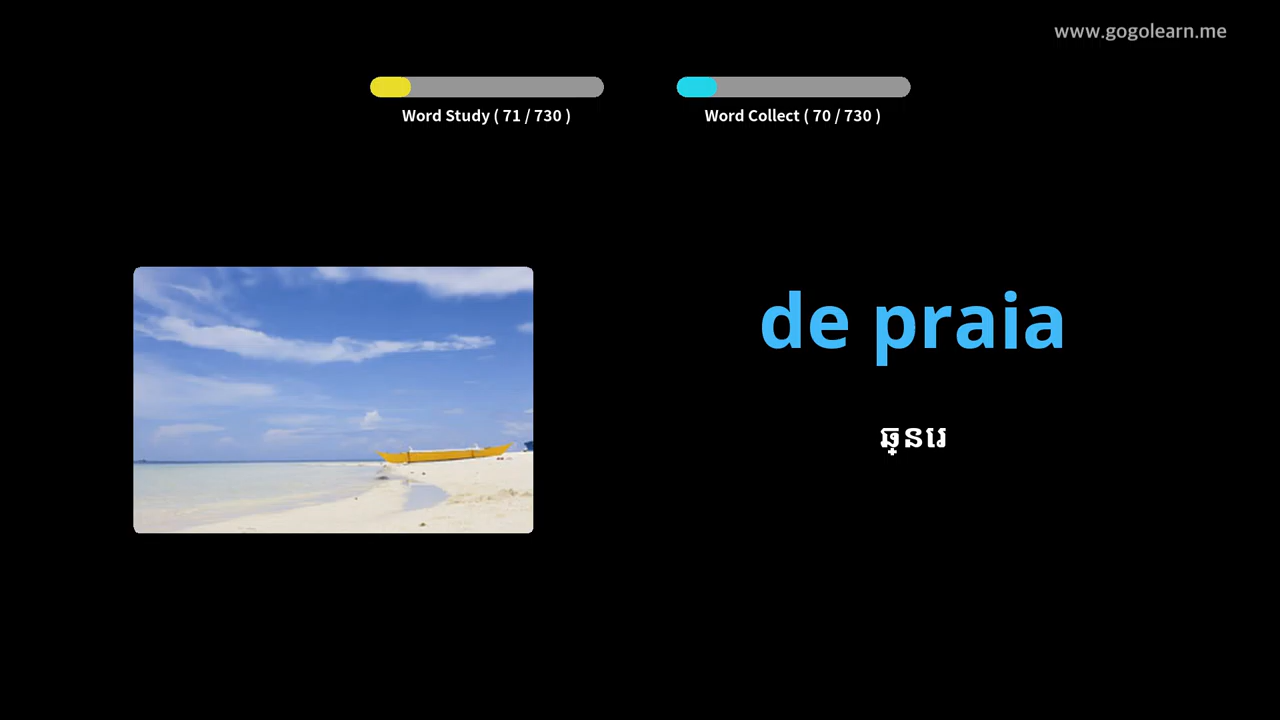 www.gogolearn.me
Word Study ( 71 / 730 )
Word Collect ( 70 / 730 )
de praia
ឆ្នេរ